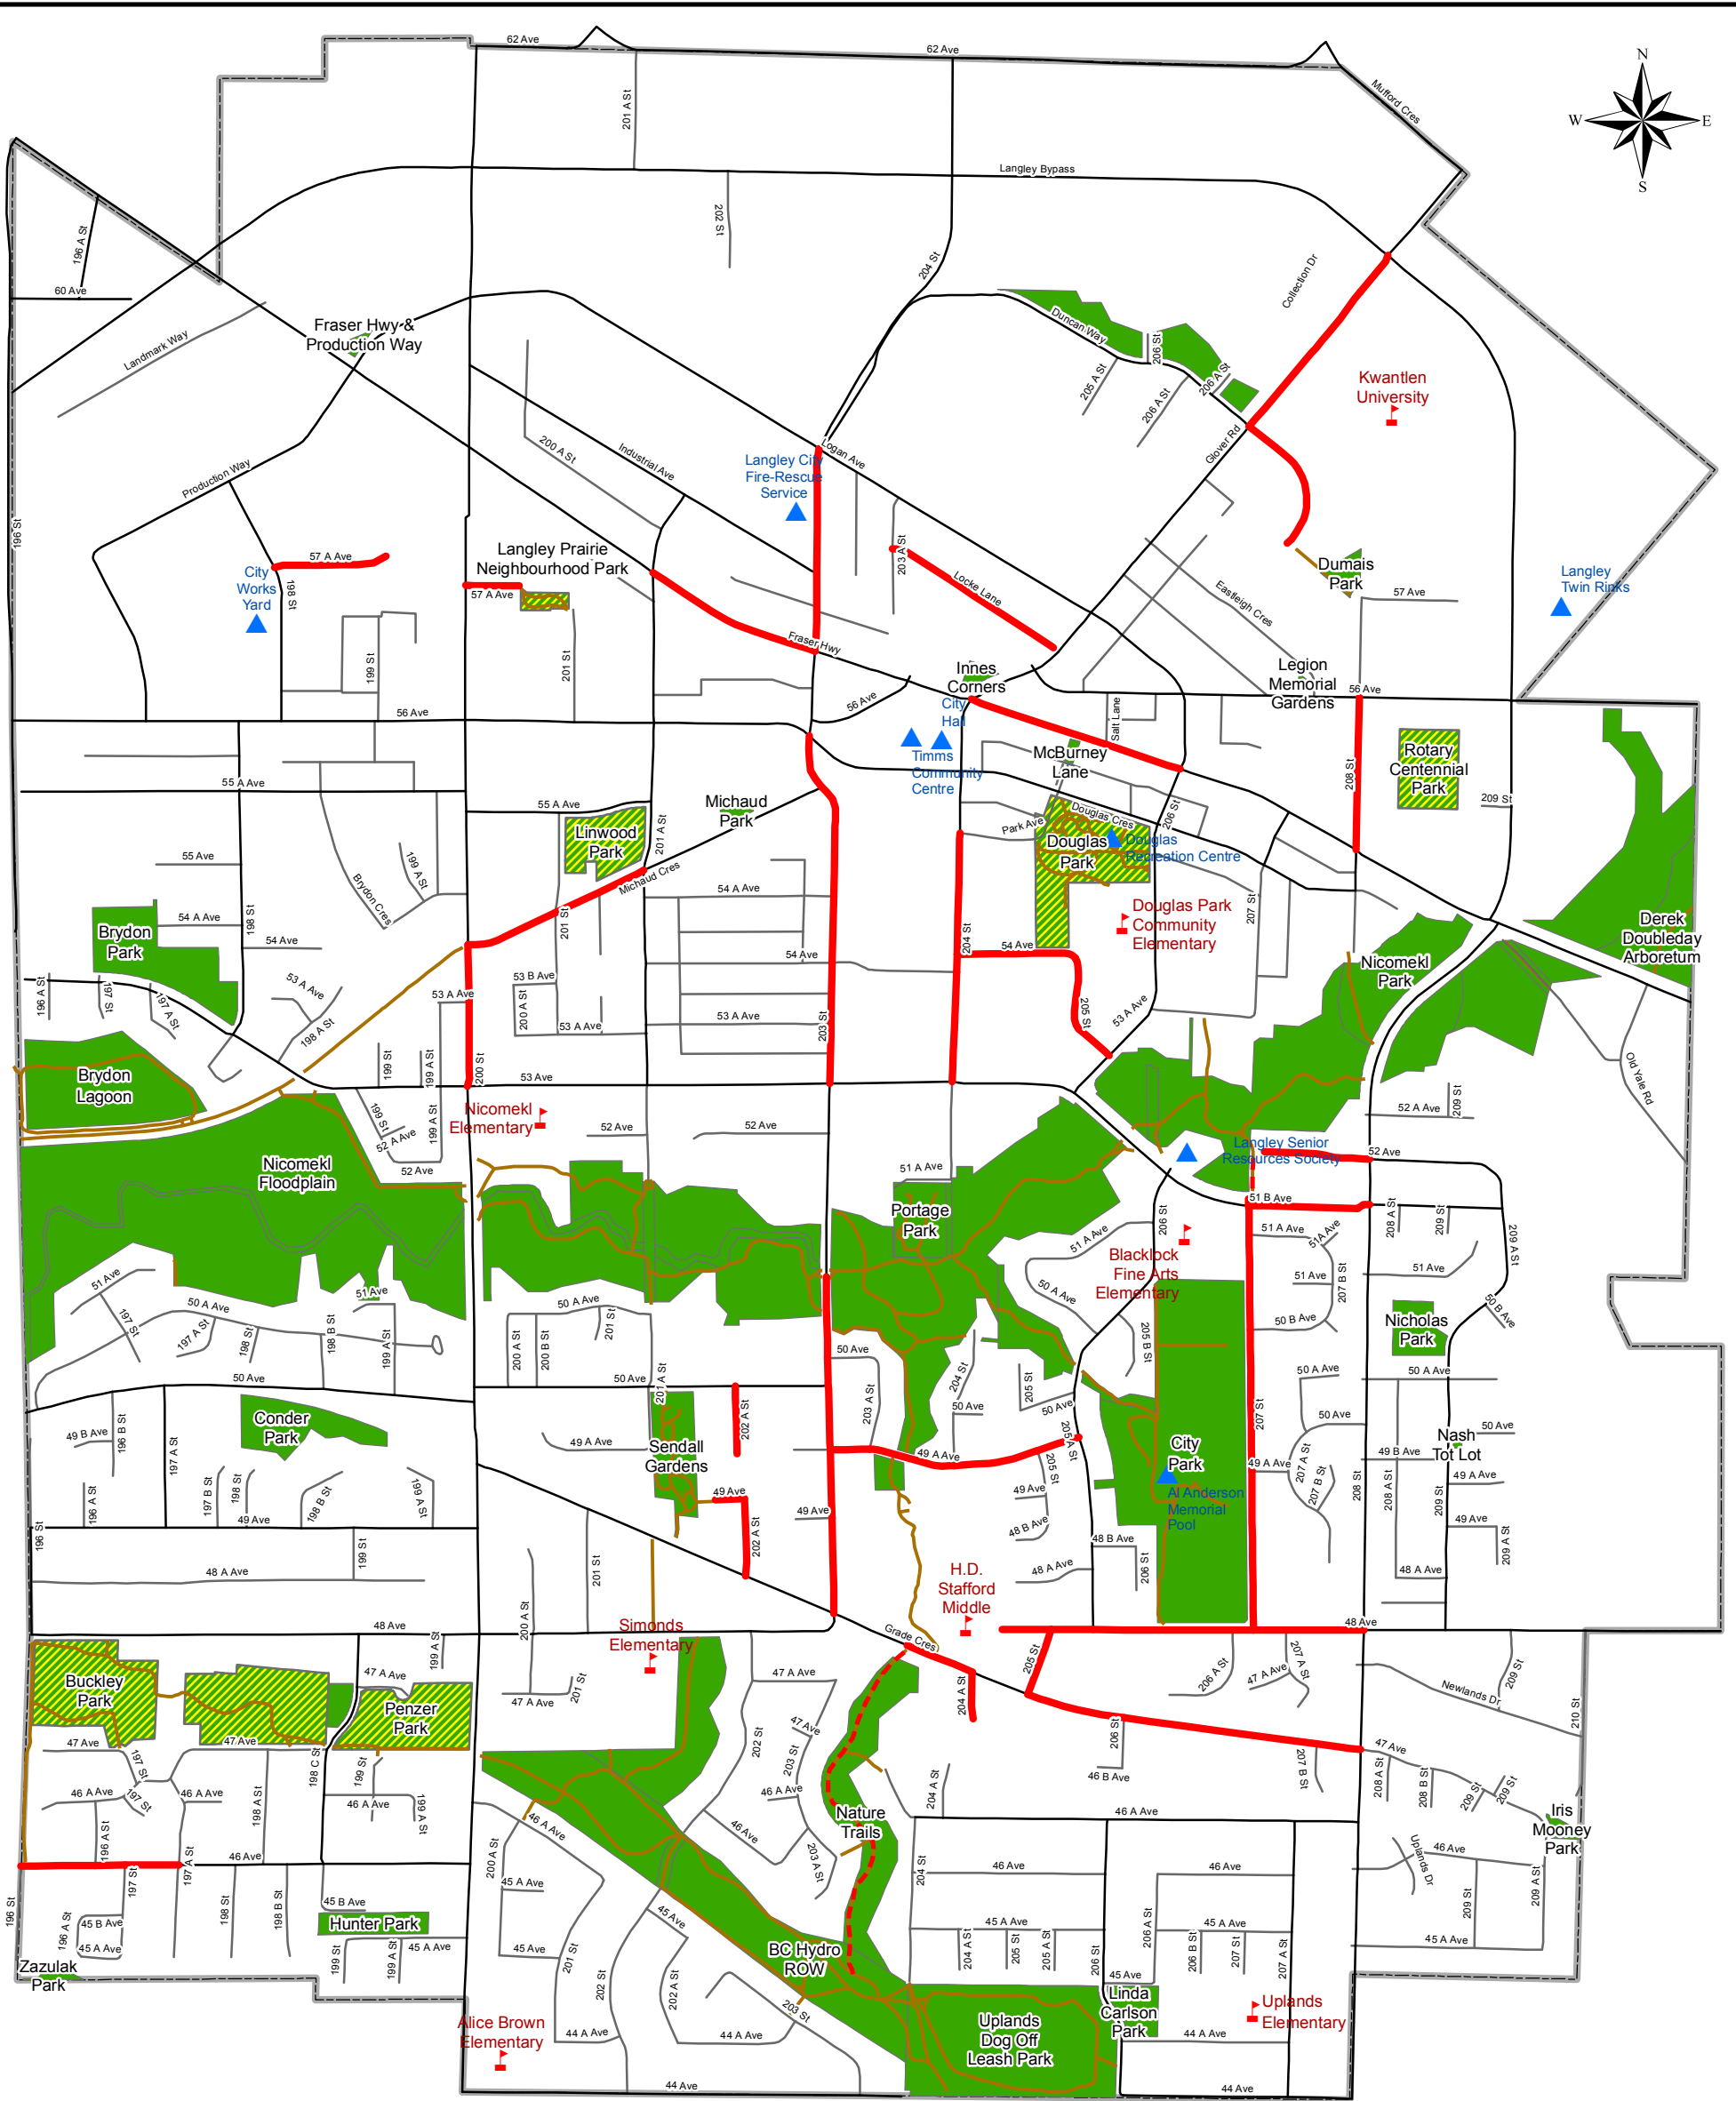 62 Ave
62 Ave
Mufford Cres
N
W
E
S
201 A St
Langley Bypass
202 St
196 A St
204 St
Collection Dr
60 Ave
Landmark Way
Fraser Hwy &
Production Way
Duncan Way
206 St
205 A St
206 A St
206 A St
Kwantlen
University
Glover Rd
Logan Ave
200 A St
Industrial Ave
Langley City
Fire-Rescue
Service
Production Way
196 St
57 A Ave
City
Works
Yard
198 St
Langley Prairie
Neighbourhood Park
57 A Ave
203 A St
Locke Lane
Dumais
Park
57 Ave
Langley
Twin Rinks
Eastleigh Cres
199 St
201 St
Fraser Hwy
Innes
Corners
Legion
Memorial
Gardens
56 Ave
56 Ave
56 Ave
City
Hall
Salt Lane
Timms
Community
Centre
McBurney
Lane
208 St
Rotary
Centennial
Park
209 St
55 A Ave
55 A Ave
Michaud
Park
Linwood
Park
201 A St
Michaud Cres
Park Ave
Douglas Cres
206 St
Douglas
Park
Douglas
Recreation Centre
55 Ave
199 A St
Brydon Cres
54 A Ave
198 St
54 Ave
Brydon
Park
201 St
54 A Ave
54 Ave
204 St
54 Ave
Douglas Park
Community
Elementary
207 St
Nicomekl
Park
Derek
Doubleday
Arboretum
196 A St
197 St
197 A St
53 A Ave
198 A St
53 A Ave
53 B Ave
200 A St
53 A Ave
53 A Ave
203 St
205 St
53 A Ave
Old Yale Rd
Brydon
Lagoon
199 St
199 A St
200 St
53 Ave
52 A Ave
209 St
199 St
52 A Ave
199 A St
52 Ave
Nicomekl
Elementary
52 Ave
52 Ave
Langley Senior
Resources Society
52 Ave
Nicomekl
Floodplain
51 A Ave
Portage
Park
51 B Ave
206 St
51 A Ave
51 A Ave
51 A Ave
208 A St
209 St
209 A St
Blacklock
Fine Arts
Elementary
50 A Ave
51 Ave
51 Ave
207 B St
50 B Ave
50 B Ave
Nicholas
Park
51 Ave
51 Ave
197 St
50 A Ave
197 A St
198 St
198 B St
199 A St
50 A Ave
200 A St
200 B St
201 St
50 Ave
50 Ave
201 A St
50 Ave
203 A St
204 St
50 Ave
205 St
50 Ave
205 B St
205 A St
50 A Ave
50 A Ave
50 Ave
50 Ave
Conder
Park
49 B Ave
196 B St
197 A St
49 A Ave
Sendall
Gardens
202 A St
49 A Ave
City
Park
207 St
49 A Ave
207 A St
207 B St
208 St
49 B Ave
208 A St
Nash
Tot Lot
49 A Ave
209 St
196 A St
197 B St
198 St
198 B St
199 A St
49 Ave
49 Ave
202 A St
49 Ave
205 St
49 Ave
48 B Ave
Al Anderson
Memorial
Pool
49 Ave
209 A St
196 St
199 St
48 A Ave
201 St
48 A Ave
48 B Ave
206 St
48 A Ave
H.D.
Stafford
Middle
48 Ave
200 A St
Simonds
Elementary
Grade Cres
48 Ave
Buckley
Park
199 A St
47 A Ave
Penzer
Park
47 A Ave
201 St
47 A Ave
204 A St
205 St
206 A St
47 A Ave
207 A St
Newlands Dr
209 St
210 St
47 Ave
197 St
47 Ave
198 C St
199 St
202 St
47 Ave
203 St
206 St
46 B Ave
207 B St
47 Ave
208 A St
208 B St
209 St
209 St
46 A Ave
197 St
46 A Ave
198 A St
46 A Ave
199 A St
46 A Ave
46 A Ave
46 Ave
204 A St
46 A Ave
Nature
Trails
Iris
Mooney
Park
196 A St
46 Ave
197 A St
200 A St
203 A St
204 St
46 Ave
46 Ave
46 Ave
Uplands Dr
209 A St
196 St
197 St
198 St
198 B St
45 B Ave
45 A Ave
196 A St
45 B Ave
45 A Ave
Hunter Park
199 St
199 A St
45 A Ave
45 Ave
45 Ave
201 St
BC Hydro
ROW
45 A Ave
204 A St
205 St
205 A St
206 St
206 A St
45 A Ave
206 B St
207 St
207 A St
209 St
45 A Ave
Zazulak
Park
202 St
202 A St
203 St
45 Ave
Linda
Carlson
Park
Uplands
Elementary
Uplands
Dog Off
Leash Park
Alice Brown
Elementary
44 A Ave
44 A Ave
44 A Ave
44 Ave
44 Ave